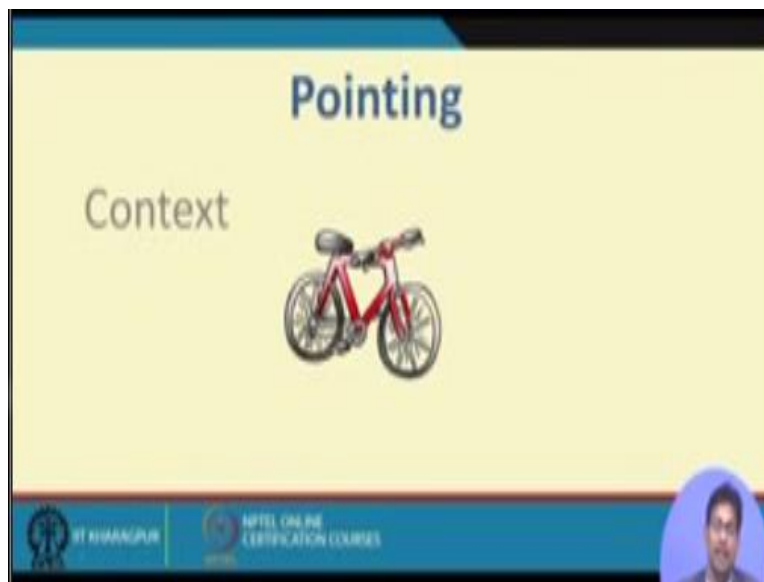 Pointing
Context
IIT KHARAGPUR
NPTEL ONLINE
CERTIFICATION COURSES